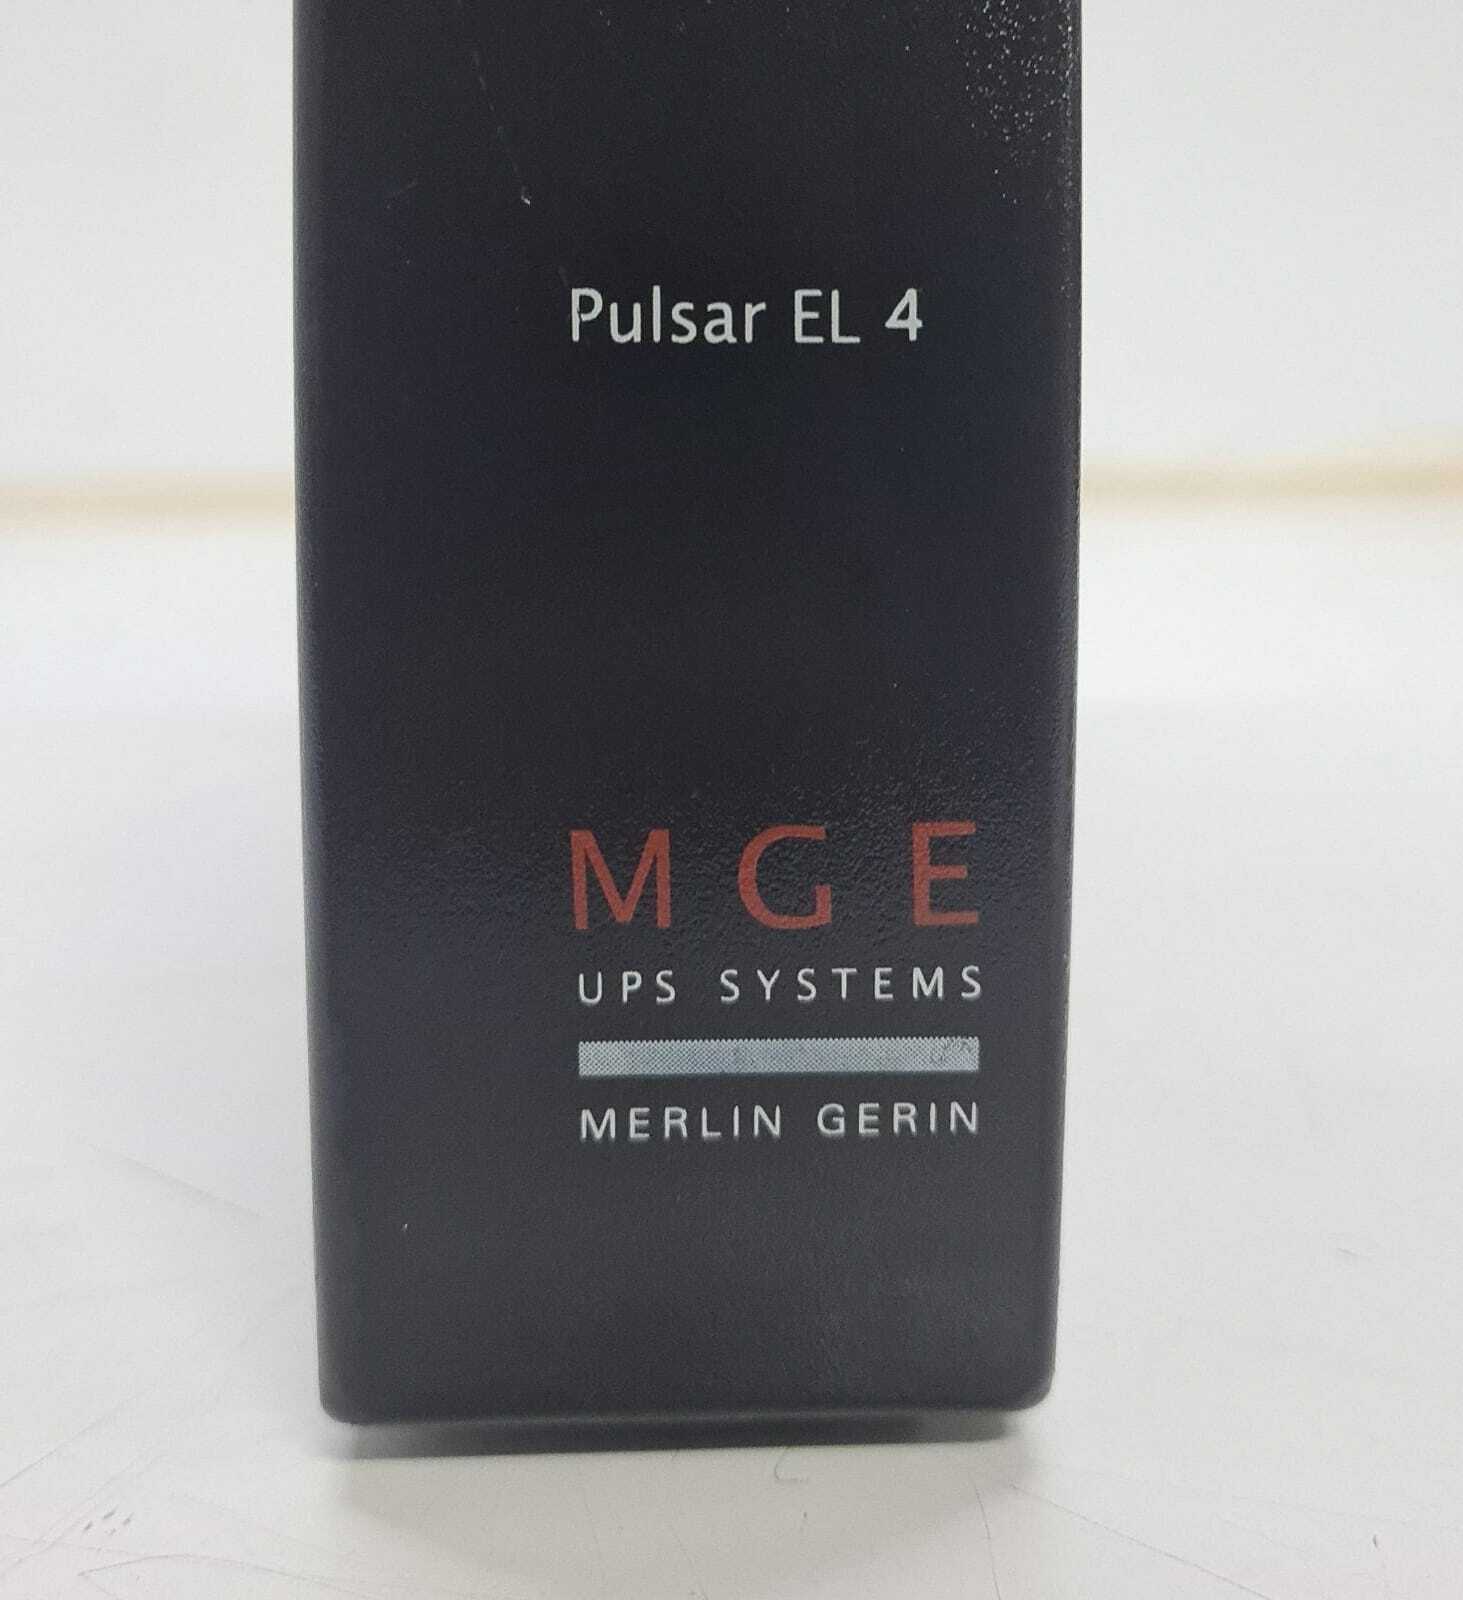 Pulsar EL 4
MGE
UPS SYSTEMS
MERLIN GERIN